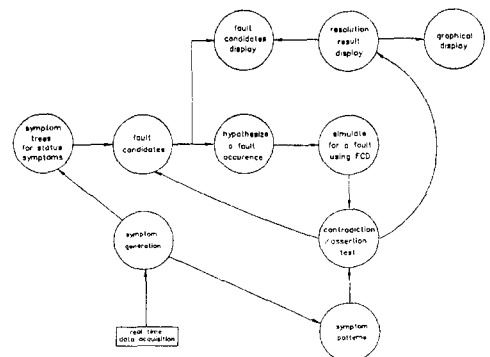 fault
candidates
display
resolution
result
display
graphical
display
symptom
trees
for status
symptoms
fault
candidates
hypothesize
a fault
occurence
simulate
for a fault
using FCD
symptom
generation
contradiction
/assertion
test
real time
data acquisition
symptom
patterns